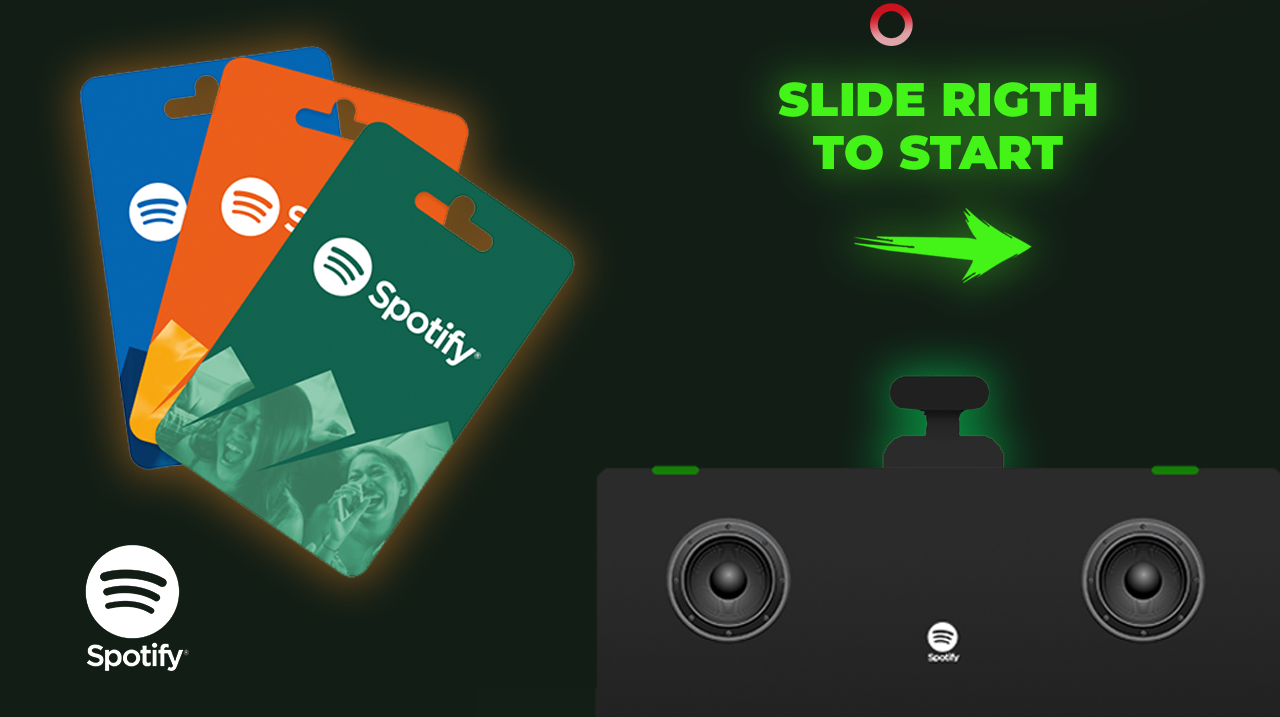 SLIDE RIGTH
TO START
S
Spotify®
Spotify®
Spotify